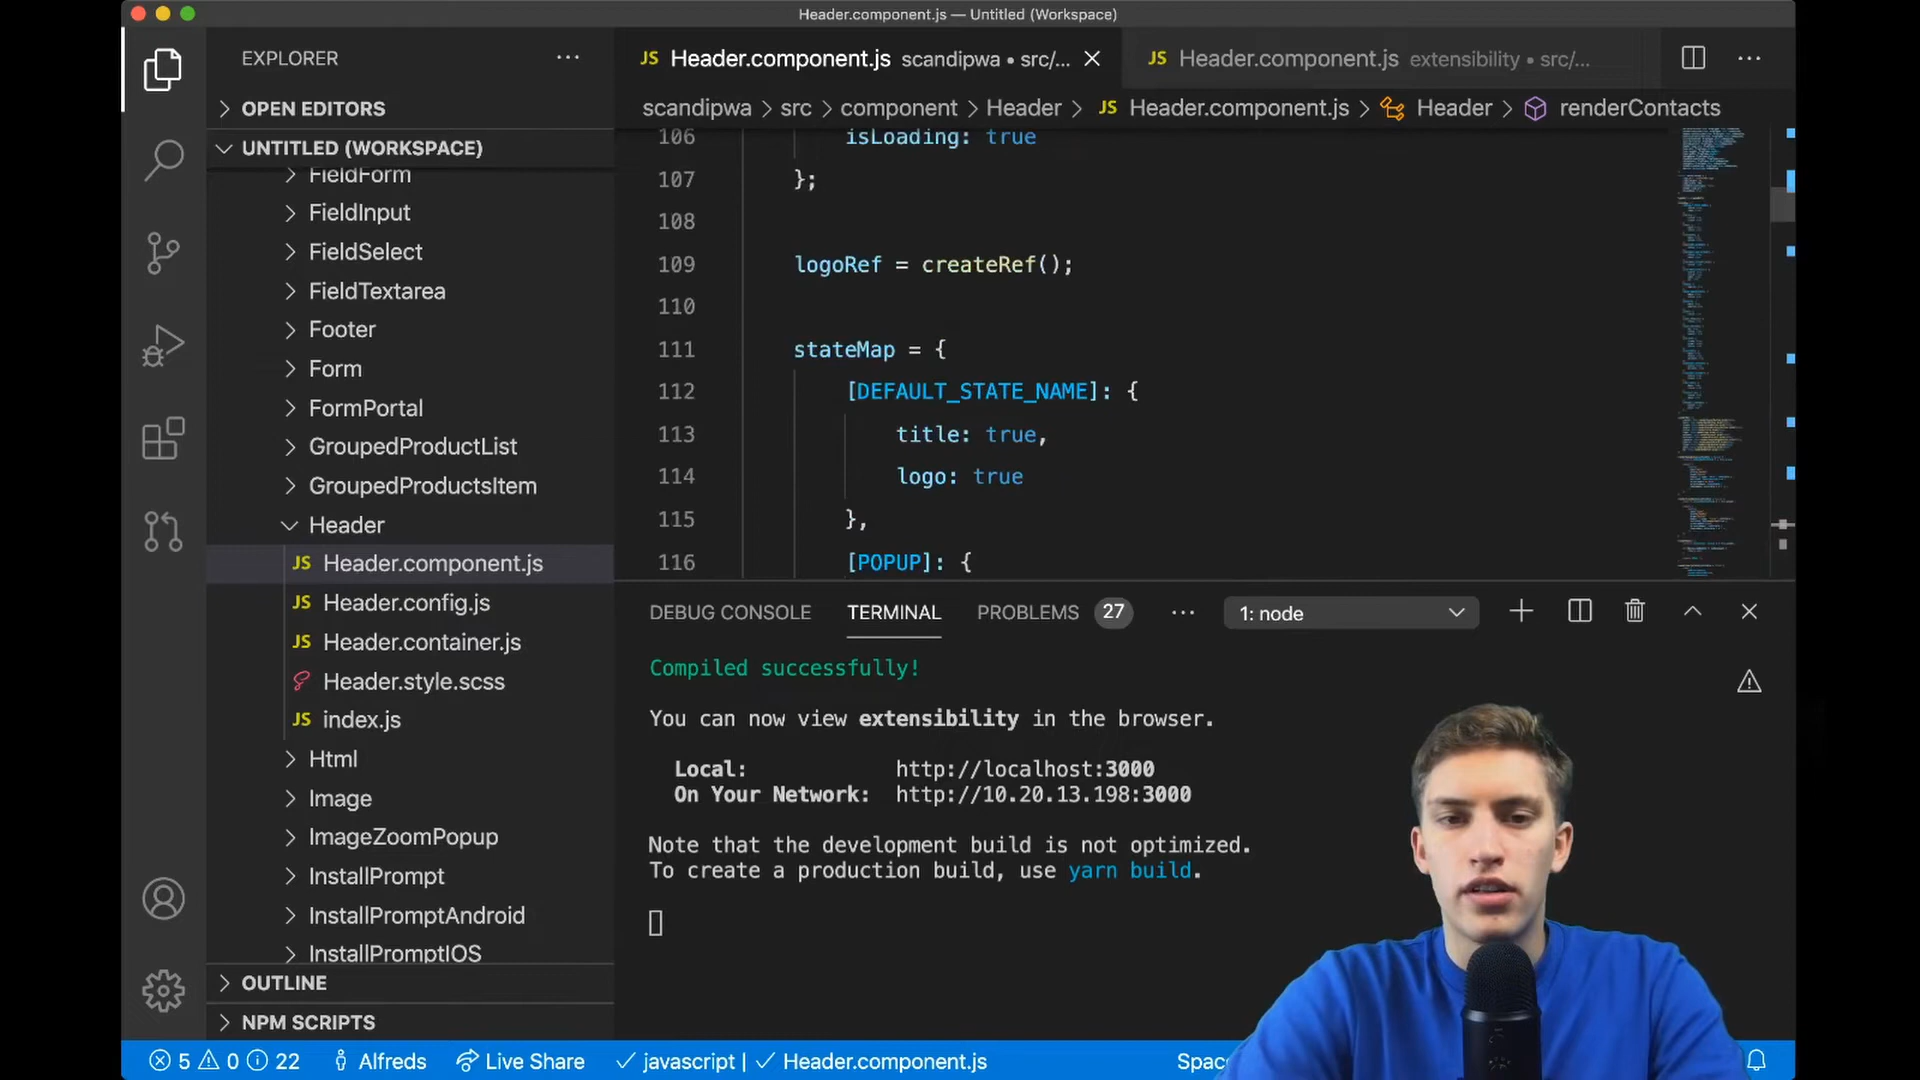 Header.component.js — Untitled (Workspace)
EXPLORER
OPEN EDITORS
UNTITLED (WORKSPACE)
FieldForm
FieldInput
FieldSelect
FieldTextarea
Footer
Form
FormPortal
GroupedProductList
GroupedProductsItem
Header
JS Header.component.js
JS Header.config.js
JS Header.container.js
Header.style.scss
JS index.js
Html
Image
ImageZoomPopup
InstallPrompt
InstallPromptAndroid
InstallPromptIOS
OUTLINE
NPM SCRIPTS
JS Header.component.js scandipwa • src/...
JS Header.component.js extensibility • src/...
scandipwa > src > component > Header > JS Header.component.js > Header > renderContacts
106 isLoading: true
107 };
108
109 logoRef = createRef();
110
111 stateMap = {
112 [DEFAULT_STATE_NAME]: {
113 title: true,
114 logo: true
115 },
116 [POPUP]: {
DEBUG CONSOLE TERMINAL PROBLEMS 27 ... 1: node
Compiled successfully!
You can now view extensibility in the browser.
Local: http://localhost:3000
On Your Network: http://10.20.13.198:3000
Note that the development build is not optimized.
To create a production build, use yarn build.
5 0 22 Alfreds Live Share javascript | Header.component.js